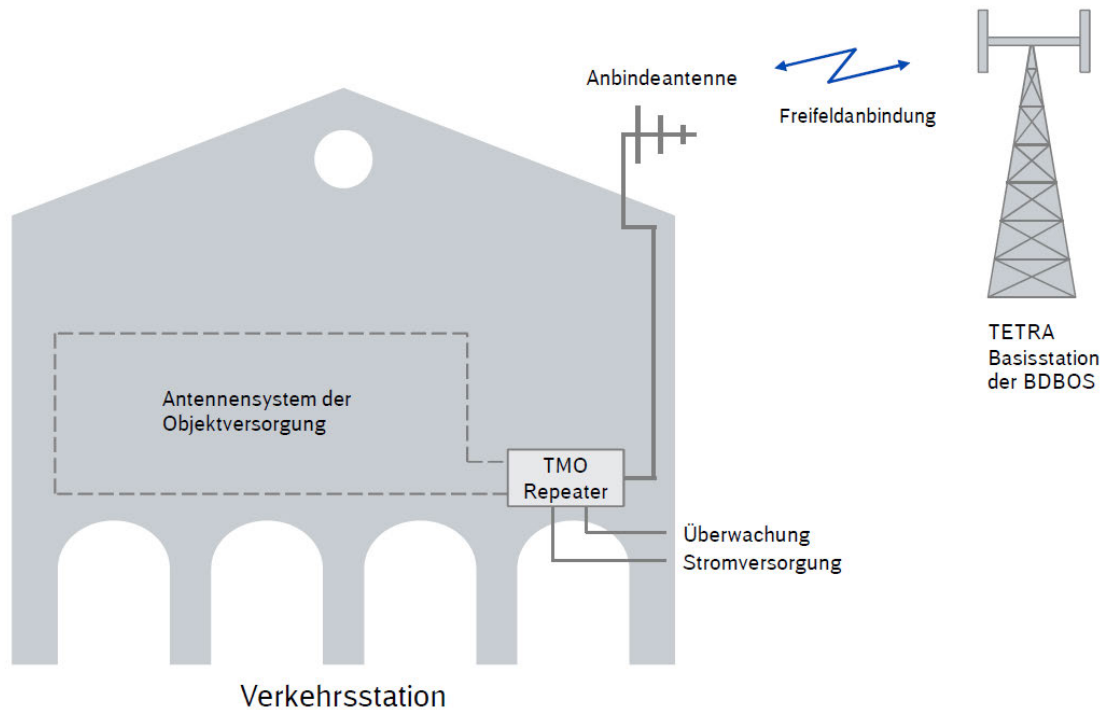 Anbindeantenne
Freifeldanbindung
TETRA
Basisstation
der BDBOS
Antennensystem der
Objektversorgung
TMO
Repeater
Überwachung
Stromversorgung
Verkehrsstation